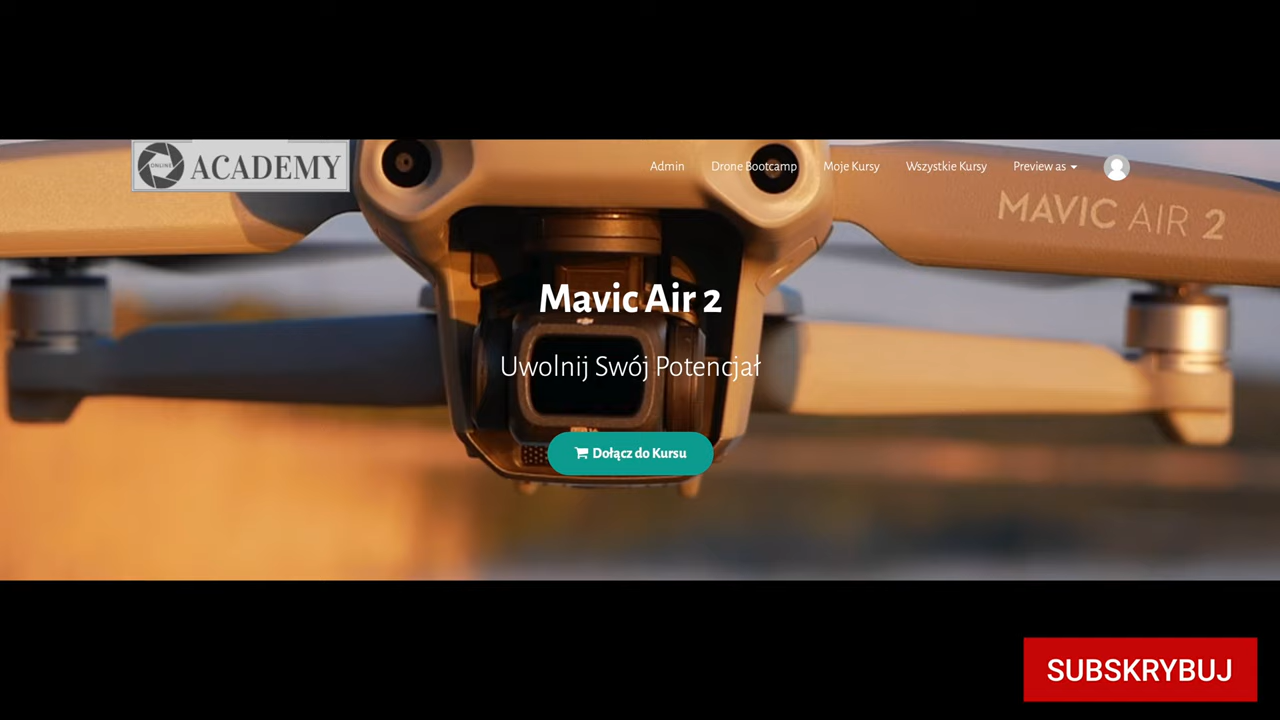 ONLINE
ACADEMY
Admin
Drone Bootcamp
Moje Kursy
Wszystkie Kursy
Preview as
MAVIC AIR 2
Mavic Air 2
Uwolnij Swój Potencjał
Dołącz do Kursu
SUBSKRYBUJ